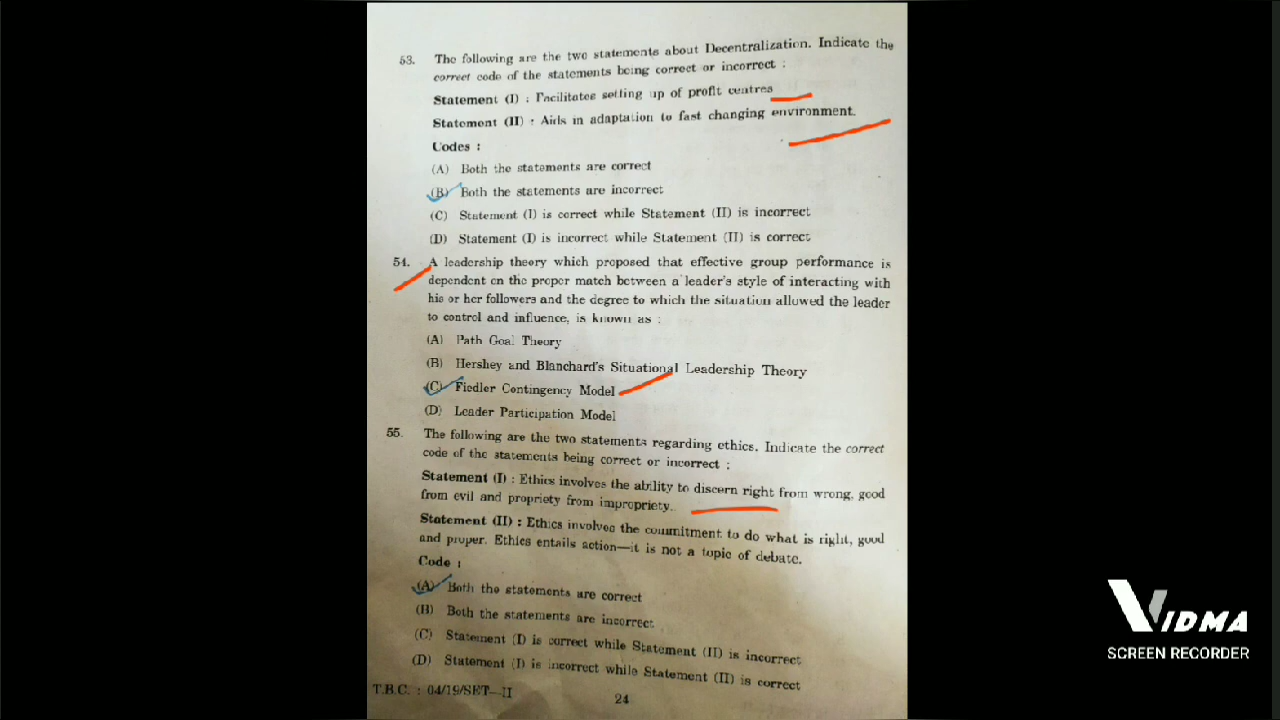 53. The following are the two statements about Decentralization. Indicate the
correct code of the statements being correct or incorrect :
Statement (I) : Facilitates setting up of profit centres
Statement (II) : Aids in adaptation to fast changing environment.
Codes :
(A) Both the statements are correct
(B) Both the statements are incorrect
(C) Statement (I) is correct while Statement (II) is incorrect
(D) Statement (I) is incorrect while Statement (II) is correct
54. A leadership theory which proposed that effective group performance is
dependent on the proper match between a leader's style of interacting with
his or her followers and the degree to which the situation allowed the leader
to control and influence, is known as :
(A) Path Goal Theory
(B) Hershey and Blanchard's Situational Leadership Theory
(C) Fiedler Contingency Model
(D) Leader Participation Model
55. The following are the two statements regarding ethics. Indicate the correct
code of the statements being correct or incorrect :
Statement (I) : Ethics involves the ability to discern right from wrong, good
from evil and propriety from impropriety.
Statement (II) : Ethics involves the commitment to do what is right, good
and proper. Ethics entails action—it is not a topic of debate.
Code :
(A) Both the statements are correct
(B) Both the statements are incorrect
(C) Statement (I) is correct while Statement (II) is incorrect
(D) Statement (I) is incorrect while Statement (II) is correct
T.B.C. : 04/19/SET—II
24
VIDMA
SCREEN RECORDER